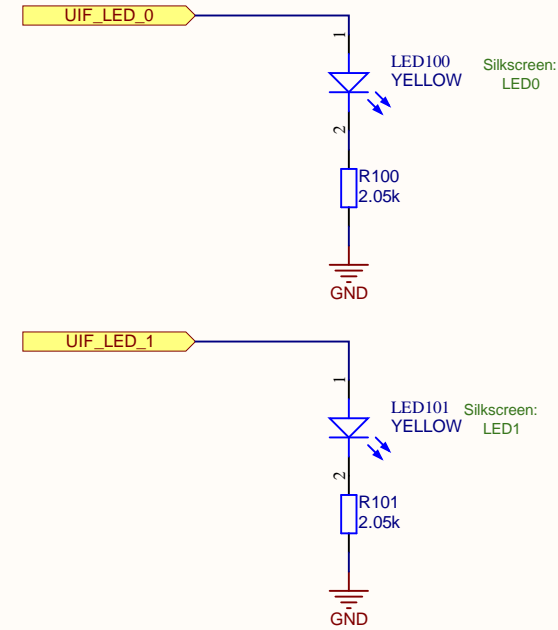 UIF_LED_0
1
LED100
YELLOW
Silkscreen:
LED0
2
R100
2.05k
GND
UIF_LED_1
1
LED101
YELLOW
Silkscreen:
LED1
2
R101
2.05k
GND